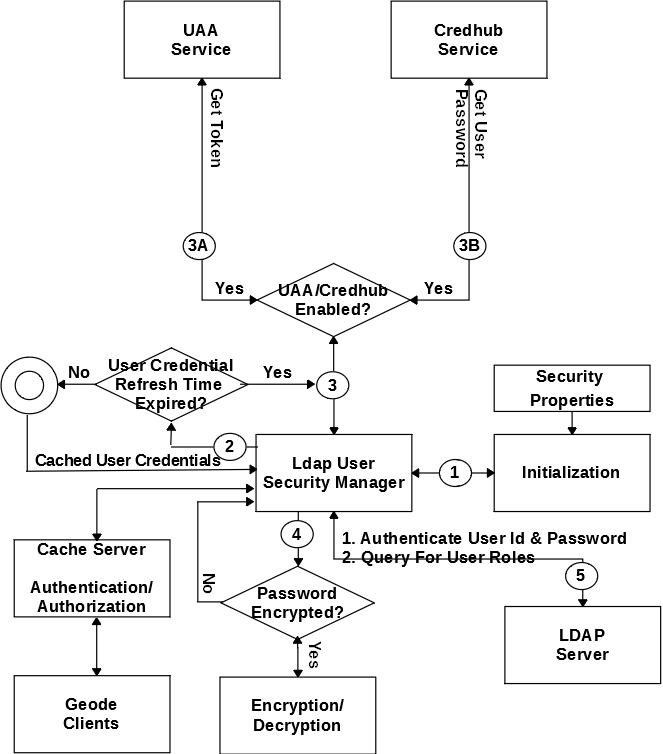 UAA
Service
Credhub
Service
Get Token
Get User
Password
3A
3B
Yes
Yes
UAA/Credhub
Enabled?
User Credential
Refresh Time
Expired?
No
Yes
3
Security
Properties
2
Cached User Credentials
Ldap User
Security Manager
1
Initialization
4
1. Authenticate User Id & Password
2. Query For User Roles
Cache Server
Authentication/
Authorization
No
Password
Encrypted?
5
LDAP
Server
Yes
Geode
Clients
Encryption/
Decryption